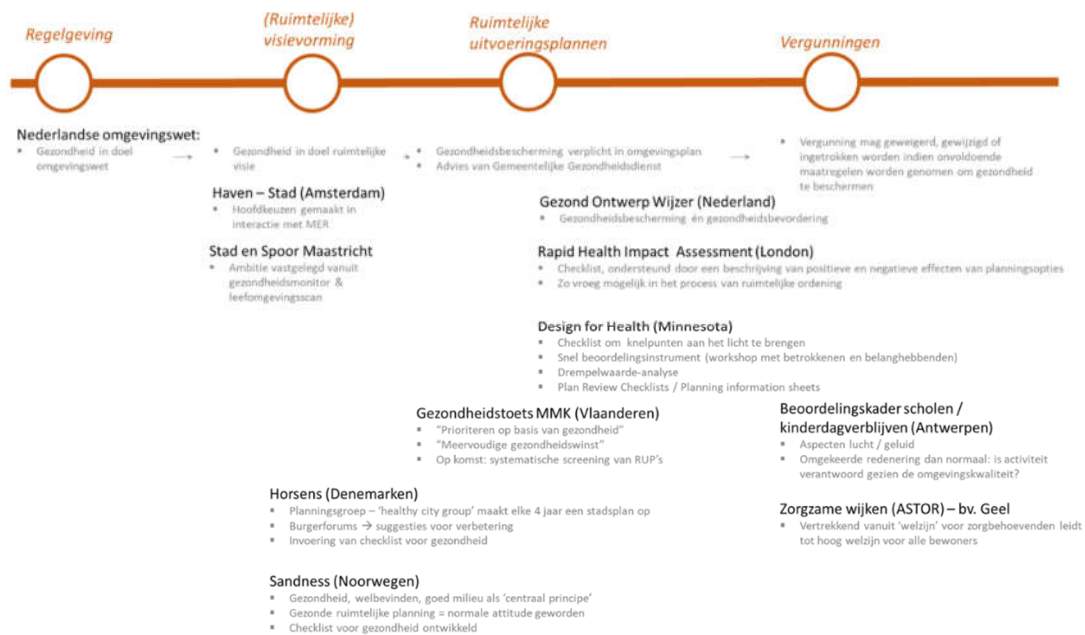 Regelgeving
(Ruimtelijke)
visievorming
Ruimtelijke
uitvoeringsplannen
Vergunningen
Nederlandse omgevingswet:
▪ Gezondheid in doel
omgevingswet
→
▪ Gezondheid in doel ruimtelijke
visie
→
▪ Gezondheidsbescherming verplicht in omgevingsplan
▪ Advies van Gemeentelijke Gezondheidsdienst
→
▪ Vergunning mag geweigerd, gewijzigd of
ingetrokken worden indien onvoldoende
maatregelen worden genomen om gezondheid
te beschermen
Haven – Stad (Amsterdam)
▪ Hoofdkeuzen gemaakt in
interactie met MER
Stad en Spoor Maastricht
▪ Ambitie vastgelegd vanuit
gezondheidsmonitor &
leefomgevingsscan
Gezond Ontwerp Wijzer (Nederland)
▪ Gezondheidsbescherming én gezondheidsbevordering
Rapid Health Impact Assessment (London)
▪ Checklist, ondersteund door een beschrijving van positieve en negatieve effecten van planningsopties
▪ Zo vroeg mogelijk in het process van ruimtelijke ordening
Design for Health (Minnesota)
▪ Checklist om knelpunten aan het licht te brengen
▪ Snel beoordelingsinstrument (workshop met betrokkenen en belanghebbenden)
▪ Drempelwaarde-analyse
▪ Plan Review Checklists / Planning information sheets
Gezondheidstoets MMK (Vlaanderen)
▪ "Prioriteren op basis van gezondheid"
▪ "Meervoudige gezondheidswinst"
▪ Op komst: systematische screening van RUP's
Beoordelingskader scholen /
kinderdagverblijven (Antwerpen)
▪ Aspecten lucht / geluid
▪ Omgekeerde redenering dan normaal: is activiteit
verantwoord gezien de omgevingskwaliteit?
Horsens (Denemarken)
▪ Planningsgroep – 'healthy city group' maakt elke 4 jaar een stadsplan op
▪ Burgerforums → suggesties voor verbetering
▪ Invoering van checklist voor gezondheid
Zorgzame wijken (ASTOR) – bv. Geel
▪ Vertrekkend vanuit 'welzijn' voor zorgbehoevenden leidt
tot hoog welzijn voor alle bewoners
Sandness (Noorwegen)
▪ Gezondheid, welbevinden, goed milieu als 'centraal principe'
▪ Gezonde ruimtelijke planning = normale attitude geworden
▪ Checklist voor gezondheid ontwikkeld